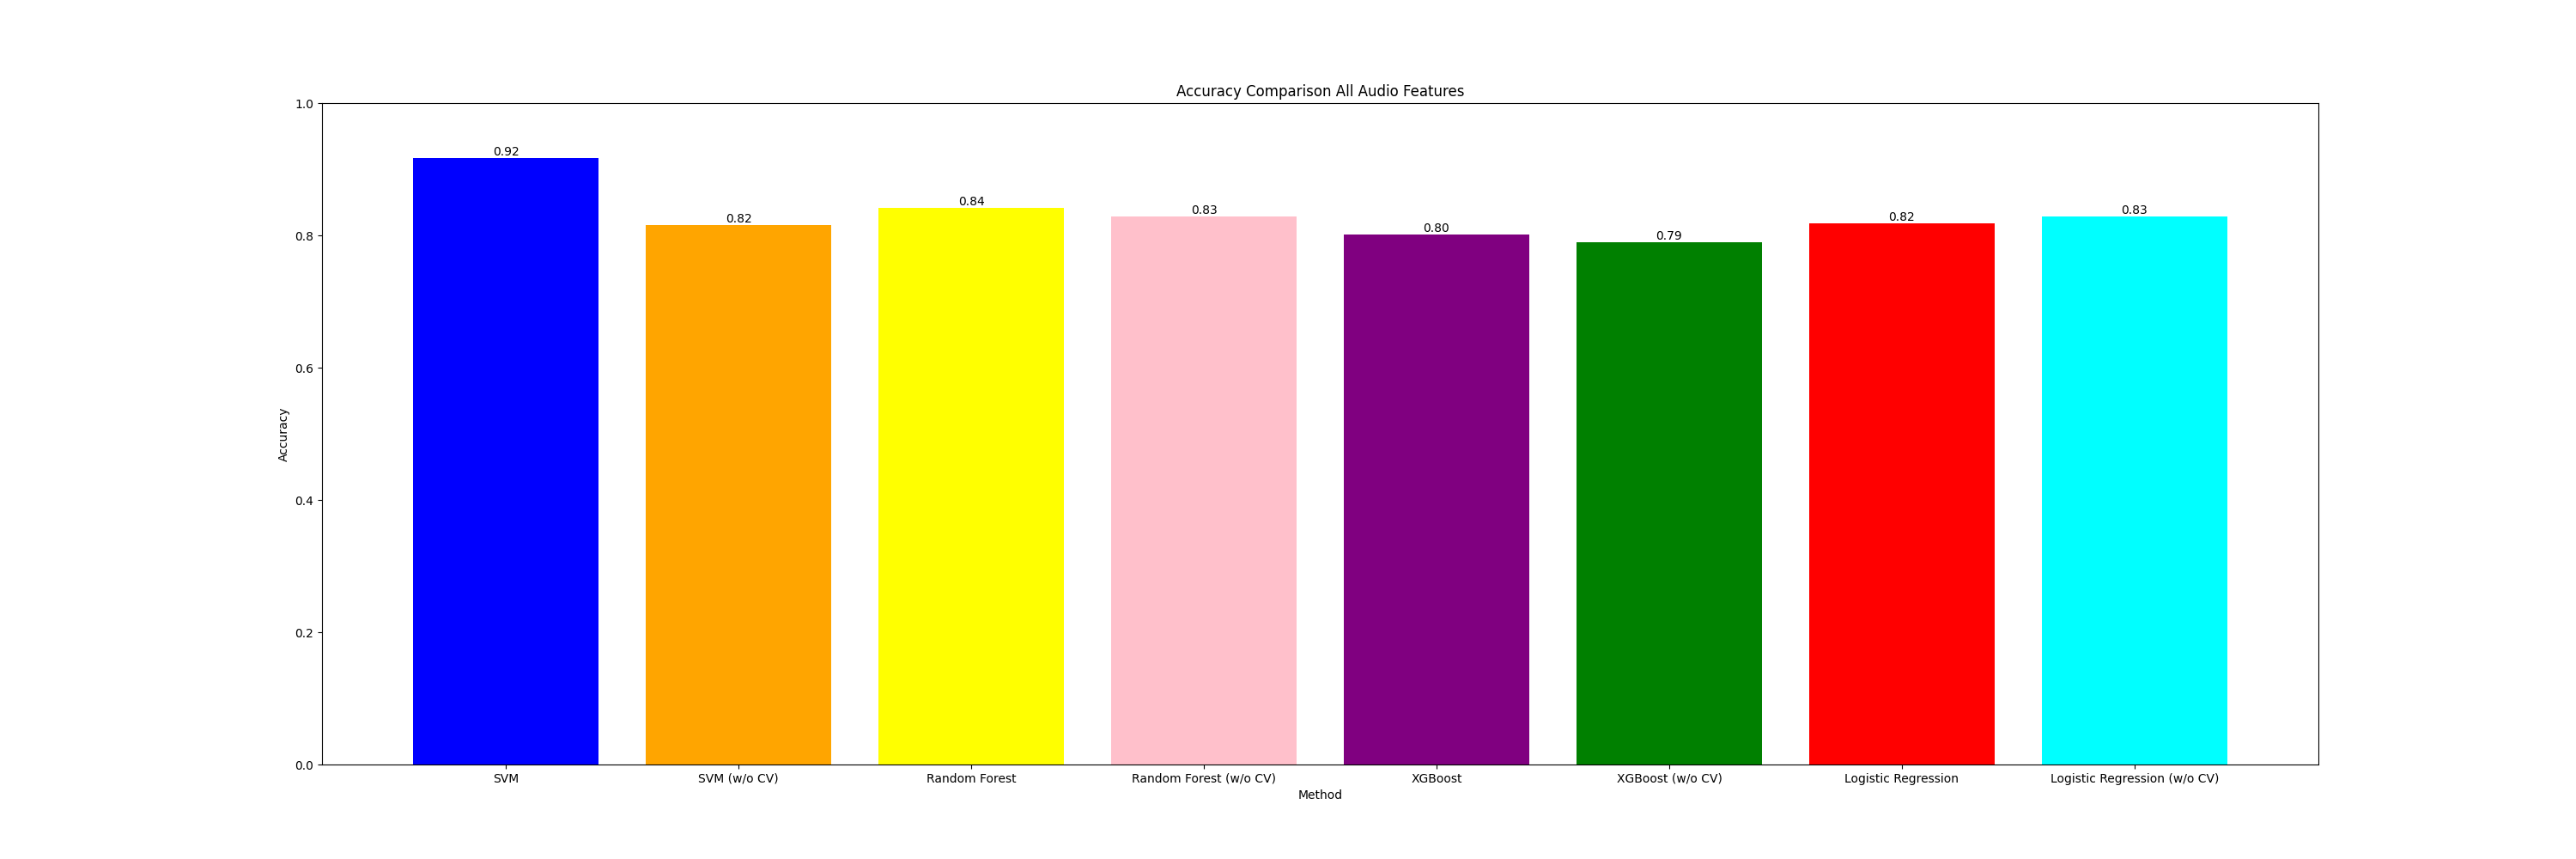 Accuracy Comparison All Audio Features
1.0
0.8
0.6
0.4
0.2
0.0
Accuracy
0.92
0.82
0.84
0.83
0.80
0.79
0.82
0.83
SVM
SVM (w/o CV)
Random Forest
Random Forest (w/o CV)
XGBoost
XGBoost (w/o CV)
Logistic Regression
Logistic Regression (w/o CV)
Method